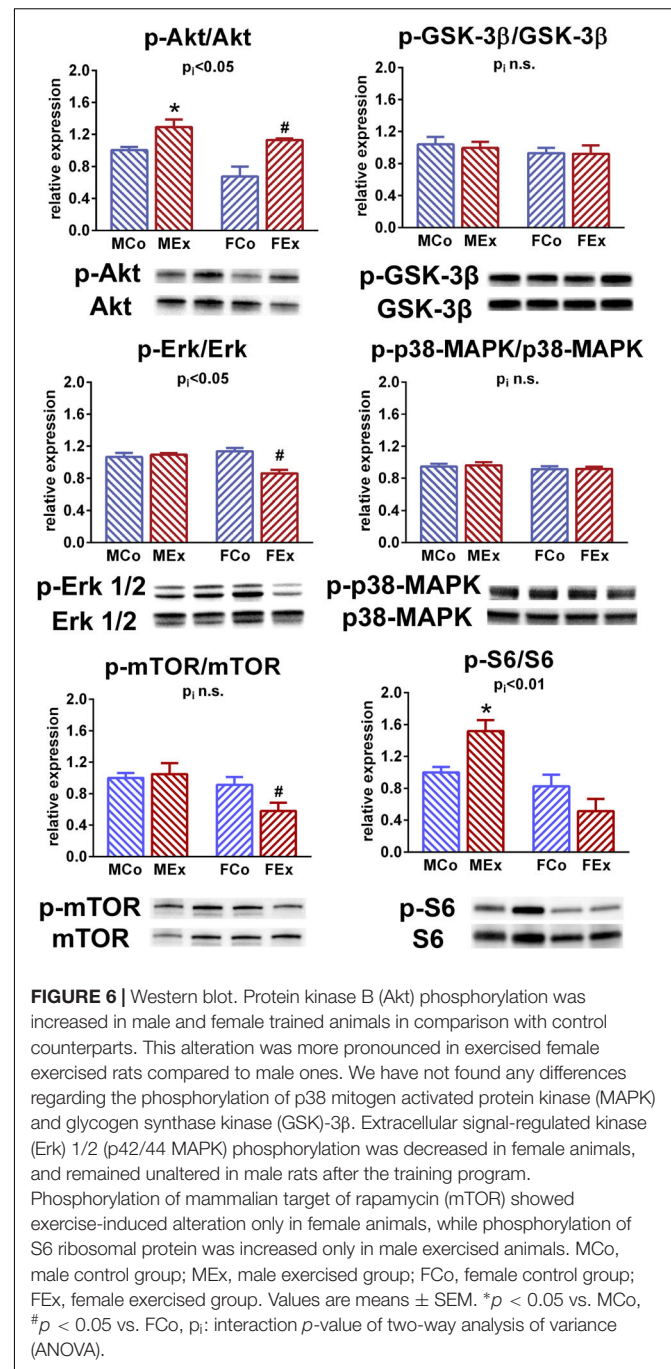 p-Akt/Akt
pᵢ<0.05
relative expression
2.0
1.6
1.2
0.8
0.4
0.0
*
#
MCo MEx FCo FEx
p-Akt
Akt
p-GSK-3β/GSK-3β
pᵢ n.s.
relative expression
2.0
1.6
1.2
0.8
0.4
0.0
MCo MEx FCo FEx
p-GSK-3β
GSK-3β
p-Erk/Erk
pᵢ<0.05
relative expression
2.0
1.6
1.2
0.8
0.4
0.0
#
MCo MEx FCo FEx
p-Erk 1/2
Erk 1/2
p-p38-MAPK/p38-MAPK
pᵢ n.s.
relative expression
2.0
1.6
1.2
0.8
0.4
0.0
MCo MEx FCo FEx
p-p38-MAPK
p38-MAPK
p-mTOR/mTOR
pᵢ n.s.
relative expression
2.0
1.6
1.2
0.8
0.4
0.0
#
MCo MEx FCo FEx
p-mTOR
mTOR
p-S6/S6
pᵢ<0.01
relative expression
2.0
1.6
1.2
0.8
0.4
0.0
*
MCo MEx FCo FEx
p-S6
S6
FIGURE 6 | Western blot. Protein kinase B (Akt) phosphorylation was
increased in male and female trained animals in comparison with control
counterparts. This alteration was more pronounced in exercised female
exercised rats compared to male ones. We have not found any differences
regarding the phosphorylation of p38 mitogen activated protein kinase (MAPK)
and glycogen synthase kinase (GSK)-3β. Extracellular signal-regulated kinase
(Erk) 1/2 (p42/44 MAPK) phosphorylation was decreased in female animals,
and remained unaltered in male rats after the training program.
Phosphorylation of mammalian target of rapamycin (mTOR) showed
exercise-induced alteration only in female animals, while phosphorylation of
S6 ribosomal protein was increased only in male exercised animals. MCo,
male control group; MEx, male exercised group; FCo, female control group;
FEx, female exercised group. Values are means ± SEM. *p < 0.05 vs. MCo,
#p < 0.05 vs. FCo, pᵢ: interaction p-value of two-way analysis of variance
(ANOVA).